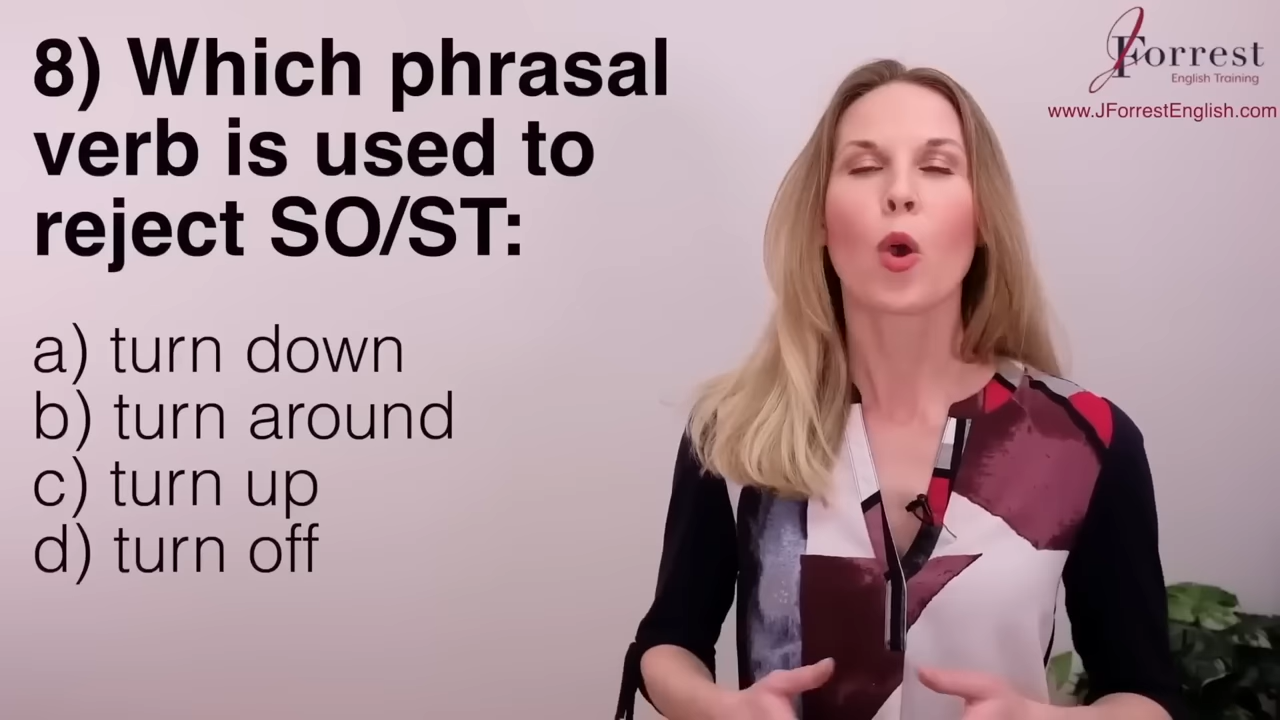 8) Which phrasal
verb is used to
reject SO/ST:
a) turn down
b) turn around
c) turn up
d) turn off
JForrest
English Training
www.JForrestEnglish.com